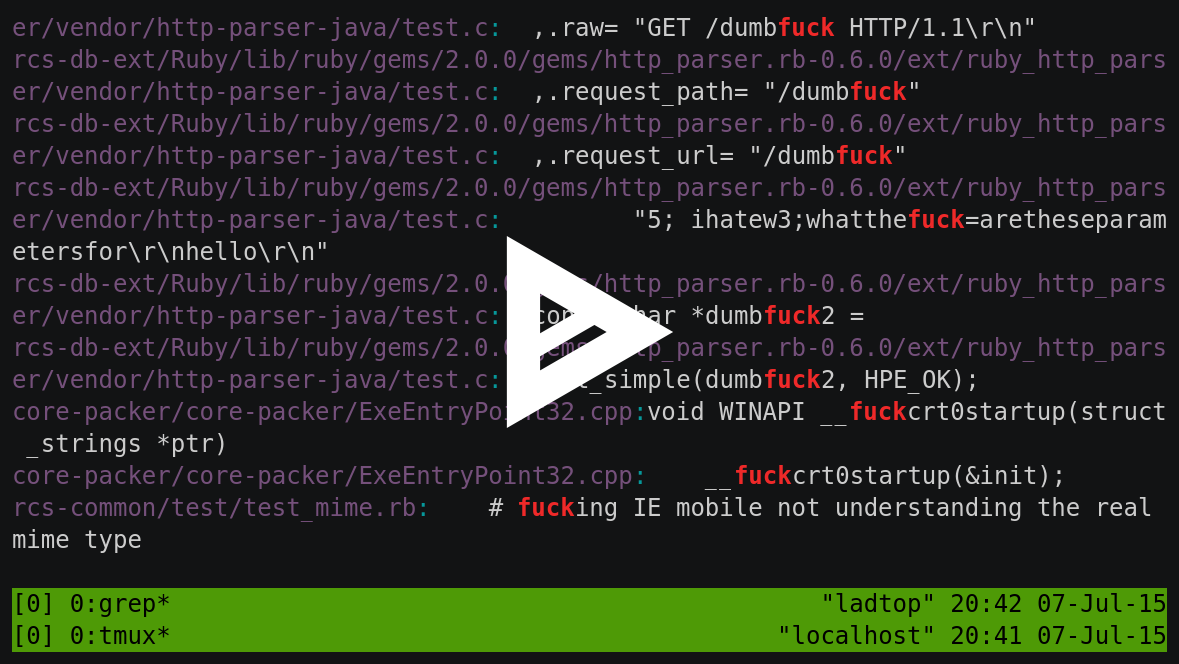 er/vendor/http-parser-java/test.c:  ,.raw= "GET /dumbfuck HTTP/1.1\r\n"
rcs-db-ext/Ruby/lib/ruby/gems/2.0.0/gems/http_parser.rb-0.6.0/ext/ruby_http_pars
er/vendor/http-parser-java/test.c:  ,.request_path= "/dumbfuck"
rcs-db-ext/Ruby/lib/ruby/gems/2.0.0/gems/http_parser.rb-0.6.0/ext/ruby_http_pars
er/vendor/http-parser-java/test.c:  ,.request_url= "/dumbfuck"
rcs-db-ext/Ruby/lib/ruby/gems/2.0.0/gems/http_parser.rb-0.6.0/ext/ruby_http_pars
er/vendor/http-parser-java/test.c:         "5; ihatew3;whatthefuck=aretheseparam
etersfor\r\nhello\r\n"
rcs-db-ext/Ruby/lib/ruby/gems/2.0.0/gems/http_parser.rb-0.6.0/ext/ruby_http_pars
er/vendor/http-parser-java/test.c:  const char *dumbfuck2 =
rcs-db-ext/Ruby/lib/ruby/gems/2.0.0/gems/http_parser.rb-0.6.0/ext/ruby_http_pars
er/vendor/http-parser-java/test.c:  test_simple(dumbfuck2, HPE_OK);
core-packer/core-packer/ExeEntryPoint32.cpp:void WINAPI __fuckcrt0startup(struct
 _strings *ptr)
core-packer/core-packer/ExeEntryPoint32.cpp:    __fuckcrt0startup(&init);
rcs-common/test/test_mime.rb:    # fucking IE mobile not understanding the real
mime type
[0] 0:grep* "ladtop" 20:42 07-Jul-15
[0] 0:tmux* "localhost" 20:41 07-Jul-15